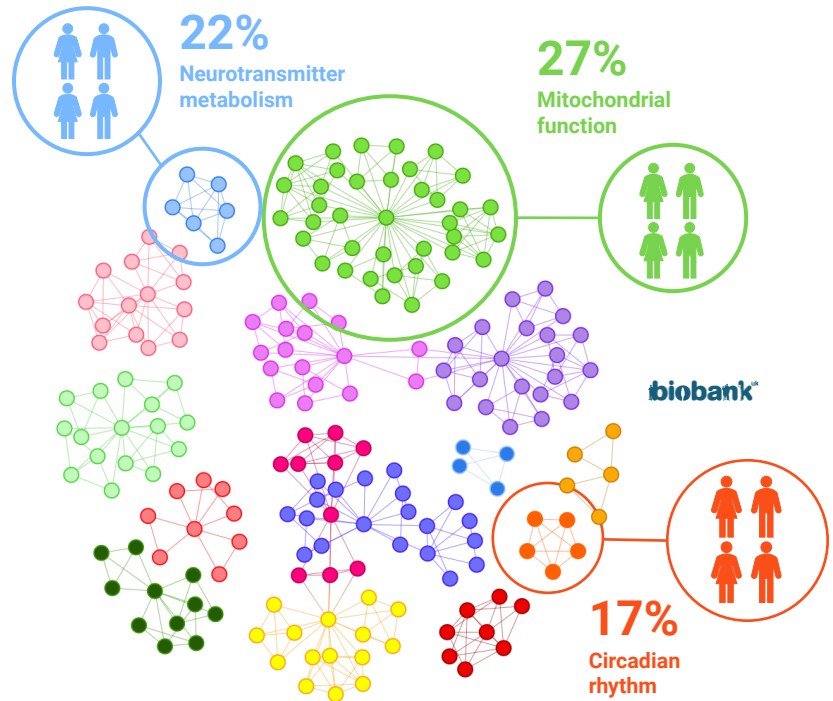 22%
Neurotransmitter
metabolism
27%
Mitochondrial
function
biobank uk
17%
Circadian
rhythm